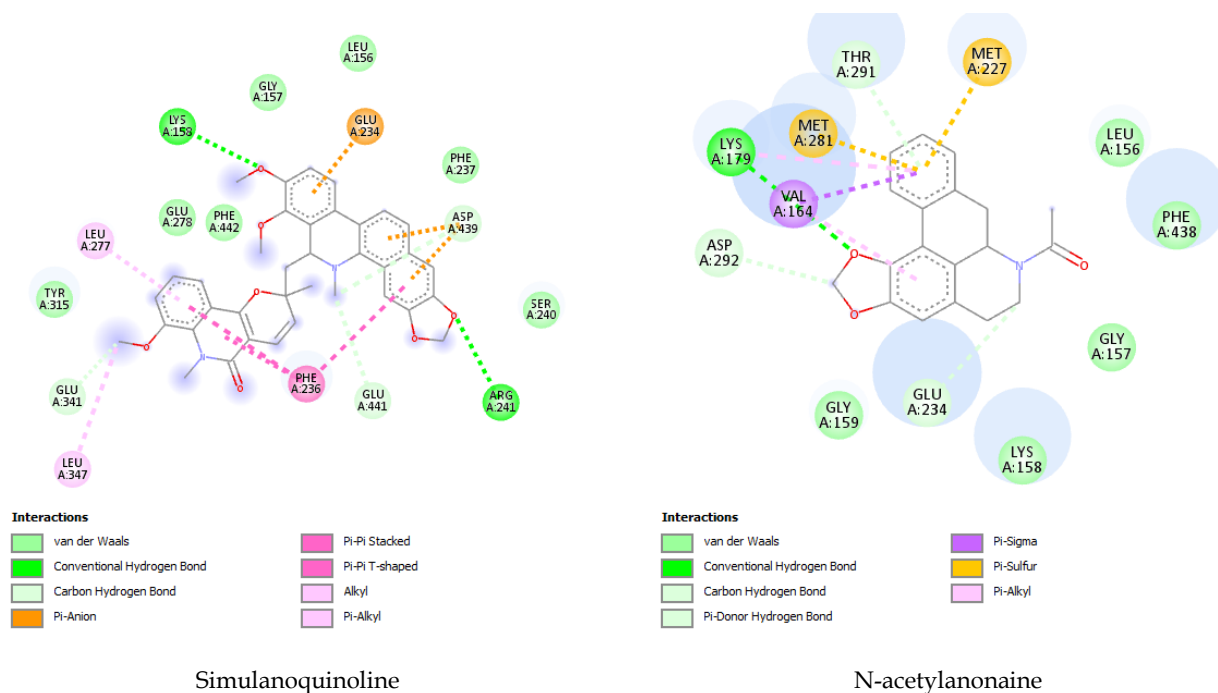 LEU
A:156
GLY
A:157
LYS
A:158
GLU
A:234
PHE
A:237
GLU
A:278
PHE
A:442
ASP
A:439
LEU
A:277
TYR
A:315
SER
A:240
N
O
O
O
O
O
O
N
O
PHE
A:236
GLU
A:341
GLU
A:441
ARG
A:241
LEU
A:347
Interactions
van der Waals
Conventional Hydrogen Bond
Carbon Hydrogen Bond
Pi-Anion
Pi-Pi Stacked
Pi-Pi T-shaped
Alkyl
Pi-Alkyl
Simulanoquinoline
THR
A:291
MET
A:227
MET
A:281
LYS
A:179
LEU
A:156
VAL
A:164
PHE
A:438
ASP
A:292
O
O
N
O
GLY
A:157
GLY
A:159
GLU
A:234
LYS
A:158
Interactions
van der Waals
Conventional Hydrogen Bond
Carbon Hydrogen Bond
Pi-Donor Hydrogen Bond
Pi-Sigma
Pi-Sulfur
Pi-Alkyl
N-acetylanonaine